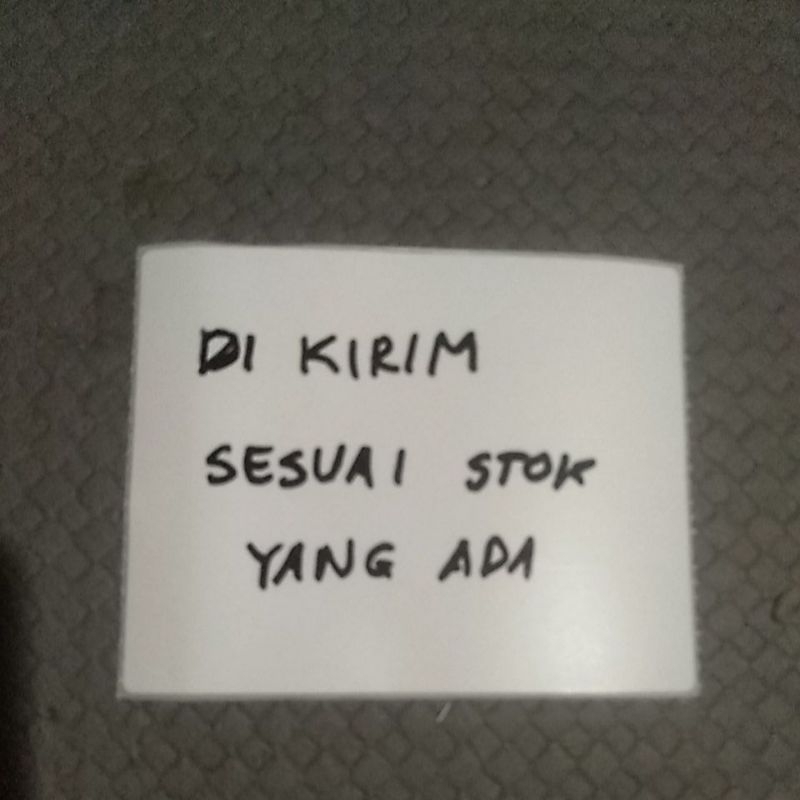 DI KIRIM
SESUAI STOK
YANG ADA